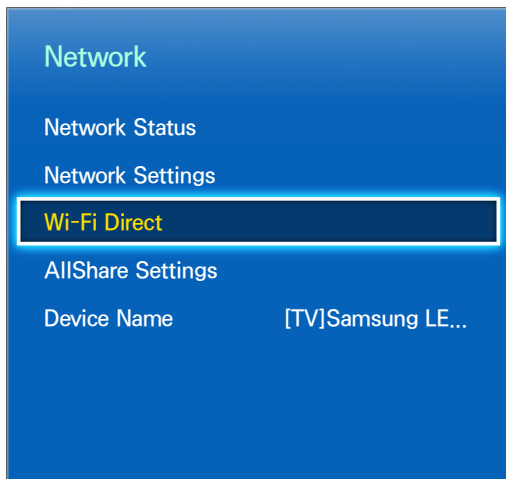 Network
Network Status
Network Settings
Wi-Fi Direct
AllShare Settings
Device Name [TV]Samsung LE...